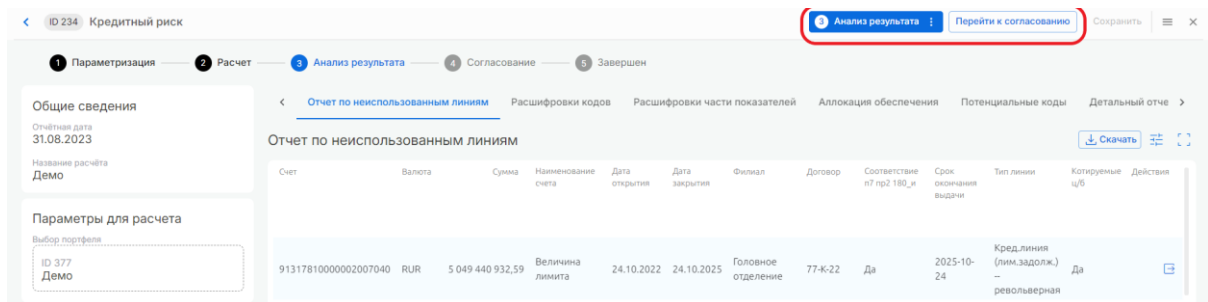 ID 234 Кредитный риск
3 Анализ результата
Перейти к согласованию
Сохранить
1 Параметризация
2 Расчет
3 Анализ результата
4 Согласование
5 Завершен
Общие сведения
Отчётная дата
31.08.2023
Название расчёта
Демо
Параметры для расчета
Выбор портфеля
ID 377
Демо
Отчет по неиспользованным линиям
Расшифровки кодов
Расшифровки части показателей
Аллокация обеспечения
Потенциальные коды
Детальный отче
Отчет по неиспользованным линиям
Скачать
Счет
Валюта
Сумма
Наименование
счета
Дата
открытия
Дата
закрытия
Филиал
Договор
Соответствие
п7 пр2 180_и
Срок
окончания
выдачи
Тип линии
Котируемые
ц/б
Действия
91317810000002007040
RUR
5 049 440 932,59
Величина
лимита
24.10.2022
24.10.2025
Головное
отделение
77-К-22
Да
2025-10-
24
Кред.линия
(лим.задолж.)
–
револьверная
Да